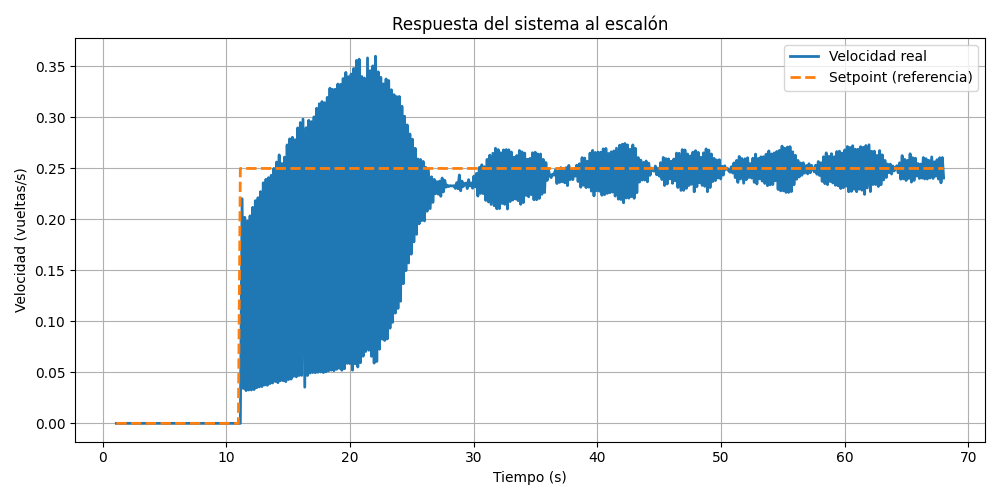 Respuesta del sistema al escalón
Velocidad real
Setpoint (referencia)
Velocidad (vueltas/s)
0.35
0.30
0.25
0.20
0.15
0.10
0.05
0.00
0 10 20 30 40 50 60 70
Tiempo (s)